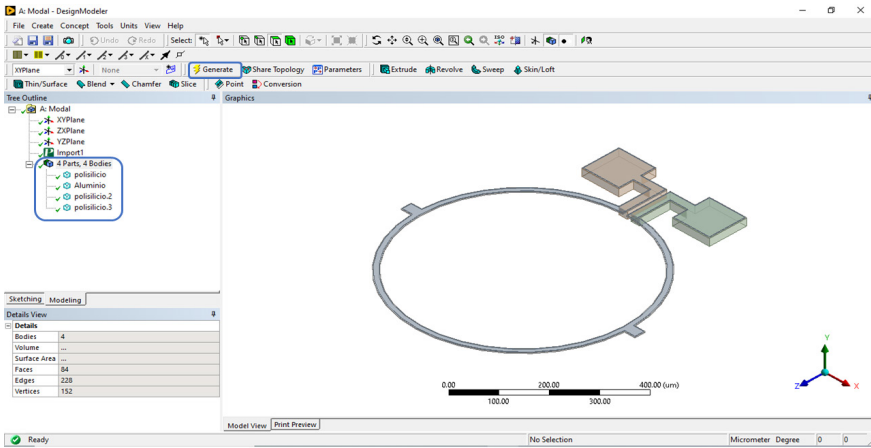 A: Modal - DesignModeler
File Create Concept Tools Units View Help
Undo Redo Select:
XYPlane None Generate Share Topology Parameters Extrude Revolve Sweep Skin/Loft
Thin/Surface Blend Chamfer Slice Point Conversion
Tree Outline
Graphics
A: Modal
XYPlane
ZXPlane
YZPlane
Import1
4 Parts, 4 Bodies
polisilicio
Aluminio
polisilicio.2
polisilicio.3
Sketching Modeling
Details View
Details
Bodies 4
Volume ...
Surface Area ...
Faces 84
Edges 228
Vertices 152
0.00 200.00 400.00 (um)
100.00 300.00
Y
Z X
Model View Print Preview
Ready No Selection Micrometer Degree 0 0